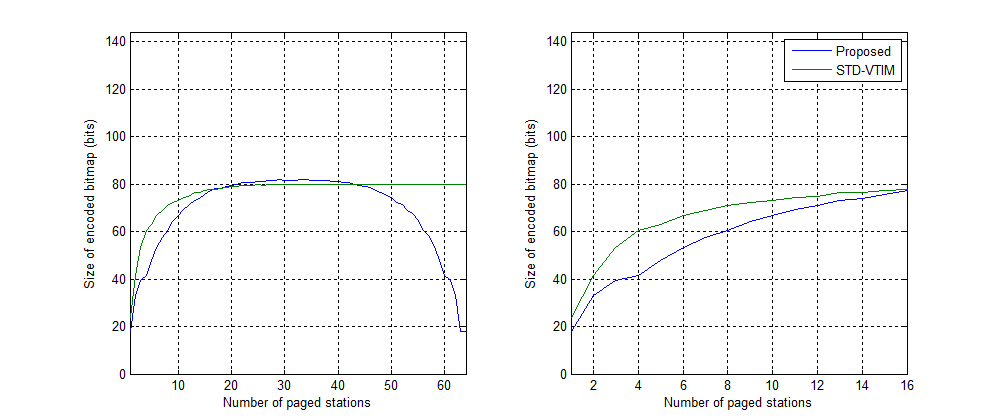 140
120
100
80
60
40
20
0
10 20 30 40 50 60
Number of paged stations
Size of encoded bitmap (bits)
140
120
100
80
60
40
20
0
2 4 6 8 10 12 14 16
Number of paged stations
Size of encoded bitmap (bits)
Proposed
STD-VTIM